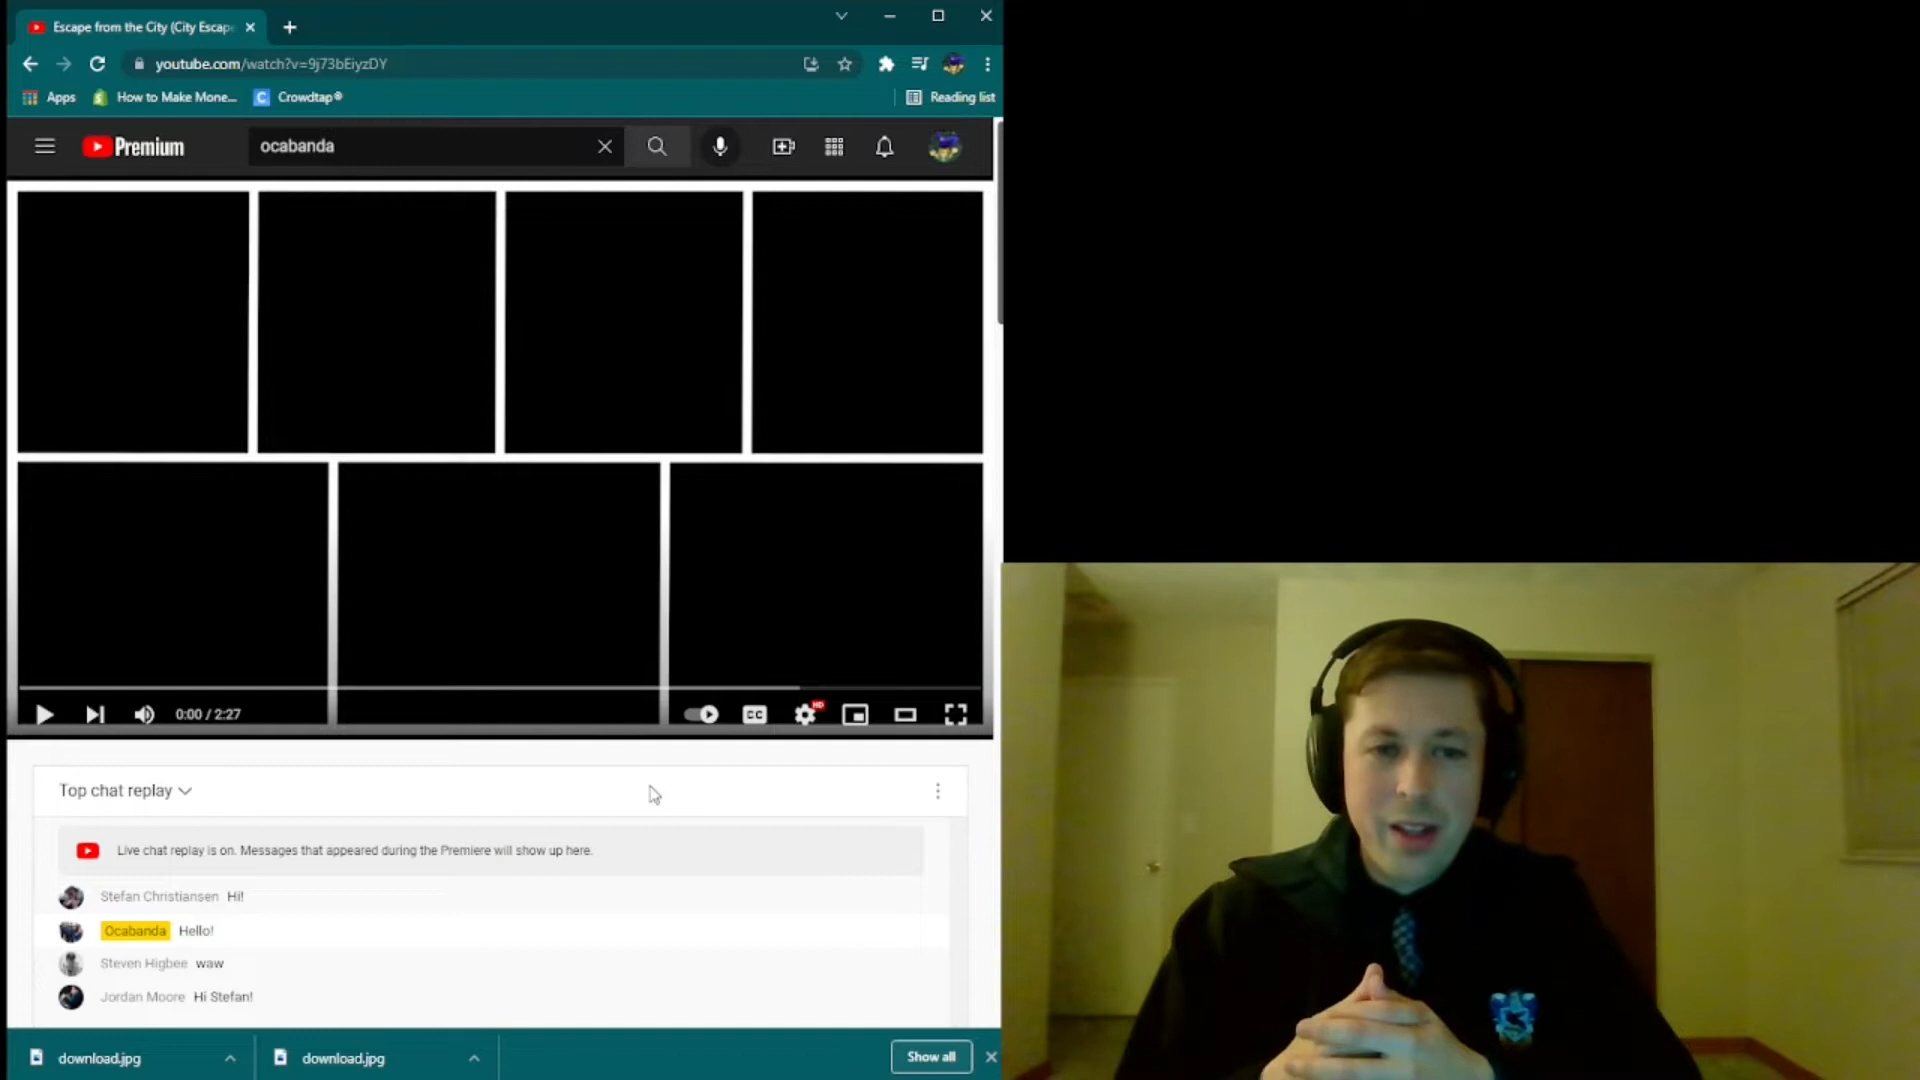 Escape from the City (City Escap
youtube.com/watch?v=9j73bEiyzDY
Apps
How to Make Mone...
Crowdtap®
Reading list
Premium
ocabanda
0:00 / 2:27
CC
HD
Top chat replay
Live chat replay is on. Messages that appeared during the Premiere will show up here.
Stefan Christiansen Hi!
Ocabanda Hello!
Steven Higbee waw
Jordan Moore Hi Stefan!
download.jpg
download.jpg
Show all